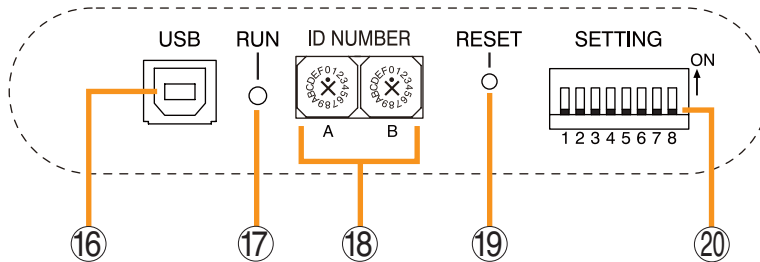 USB RUN ID NUMBER RESET SETTING
ON
0123456789ABCDEF 0123456789ABCDEF
A B
1 2 3 4 5 6 7 8
⑯ ⑰ ⑱ ⑲ ⑳